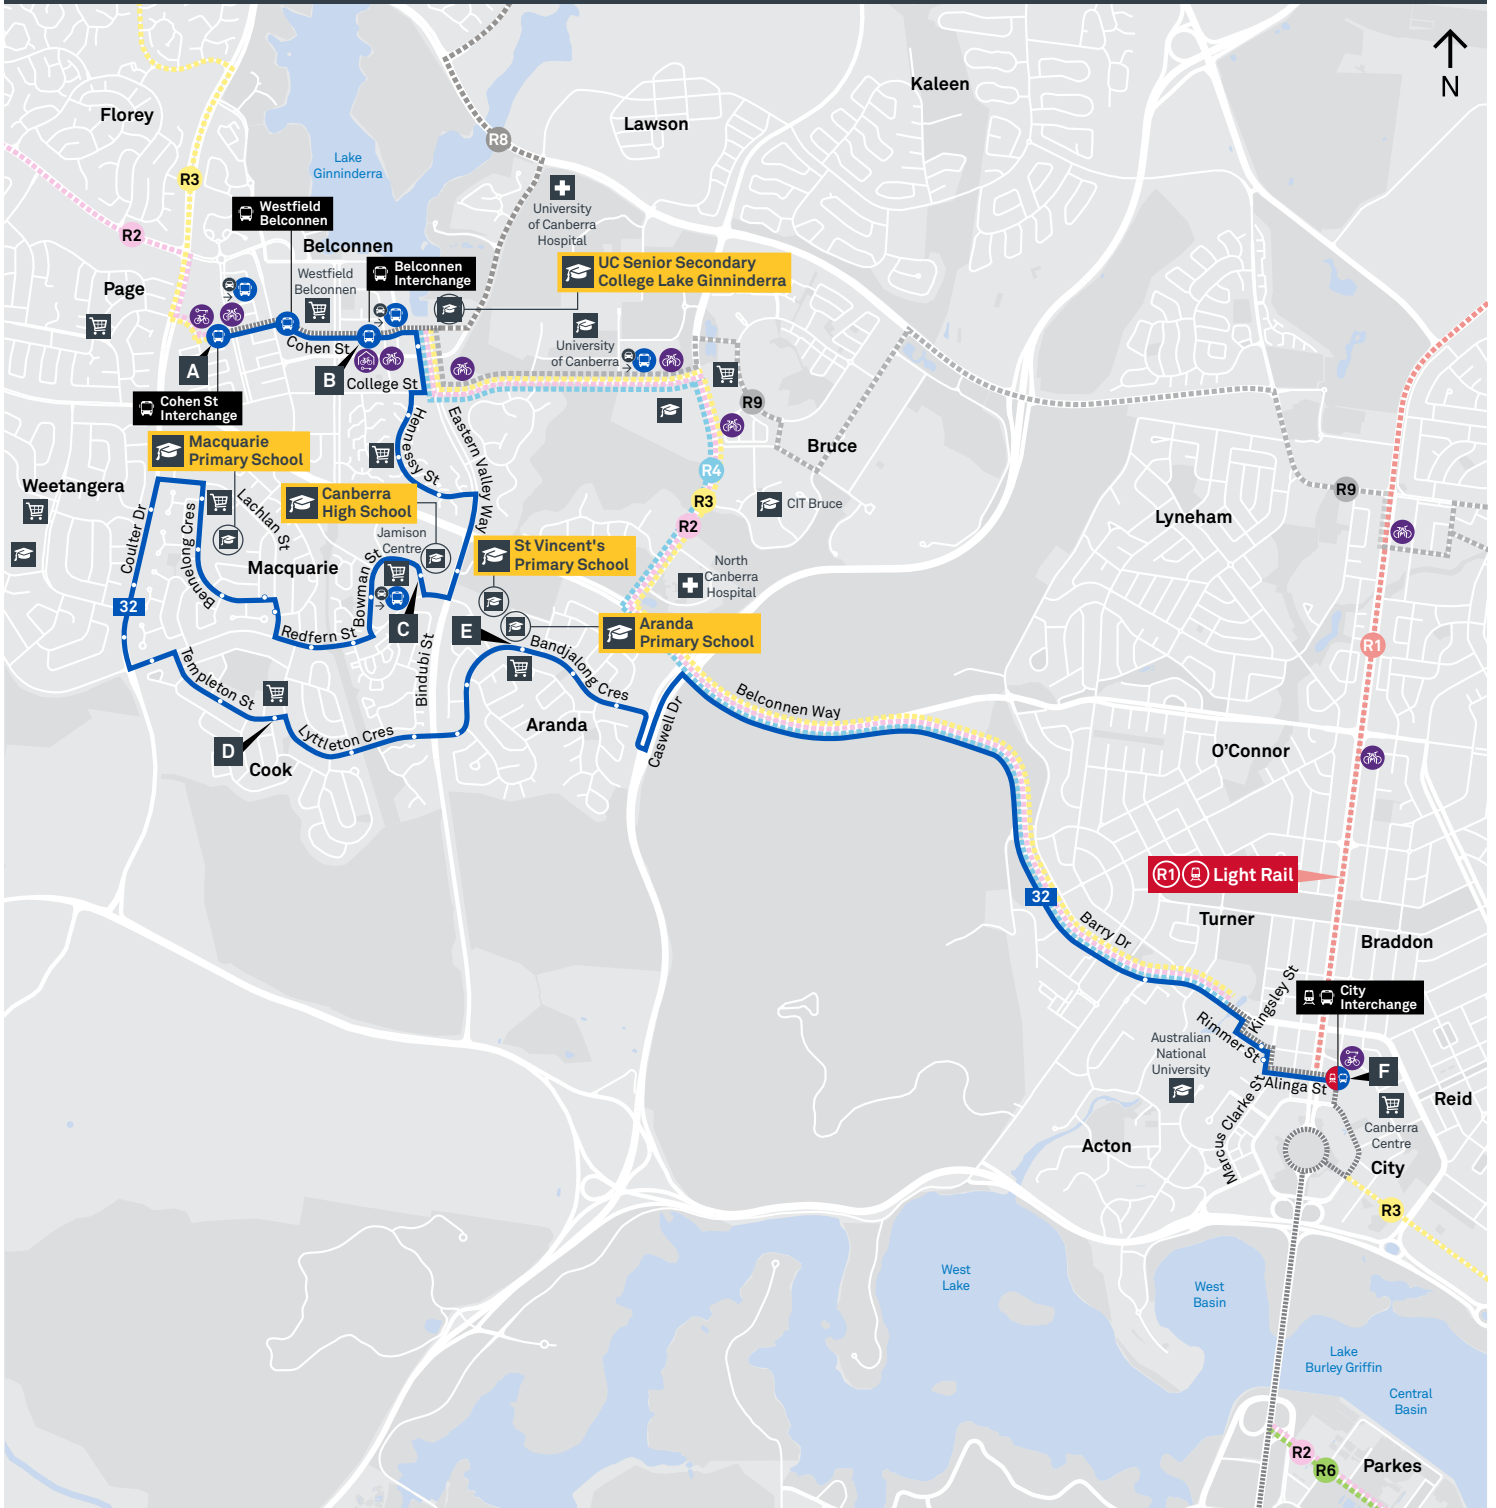 N
Kaleen
Florey
Lawson
R8
Lake
Ginninderra
R3
Westfield
Belconnen
University
of Canberra
Hospital
R2
Belconnen
Belconnen
Interchange
UC Senior Secondary
College Lake Ginninderra
Westfield
Belconnen
Page
Cohen St
University
of Canberra
A
B
College St
Cohen St
Interchange
R9
Hennessy St
Eastern Valley Way
Bruce
Macquarie
Primary School
R4
Weetangera
Canberra
High School
R3
CIT Bruce
R9
Lyneham
Coulter Dr
Bennelong Cres
Lachlan St
R2
Jamison
Centre
St Vincent's
Primary School
Macquarie
Bowman St
North
Canberra
Hospital
32
C
E
Aranda
Primary School
Redfern St
Bandjalong Cres
R1
Bindubi St
Templeton St
Belconnen Way
Lyttleton Cres
Aranda
Caswell Dr
D
Cook
O'Connor
R1
Light Rail
32
Turner
Barry Dr
Braddon
City
Interchange
Kingsley St
Rimmer St
Australian
National
University
Alinga St
F
Reid
Marcus Clarke St
Canberra
Centre
Acton
City
R3
West
Lake
West
Basin
Lake
Burley Griffin
Central
Basin
R2
R6
Parkes